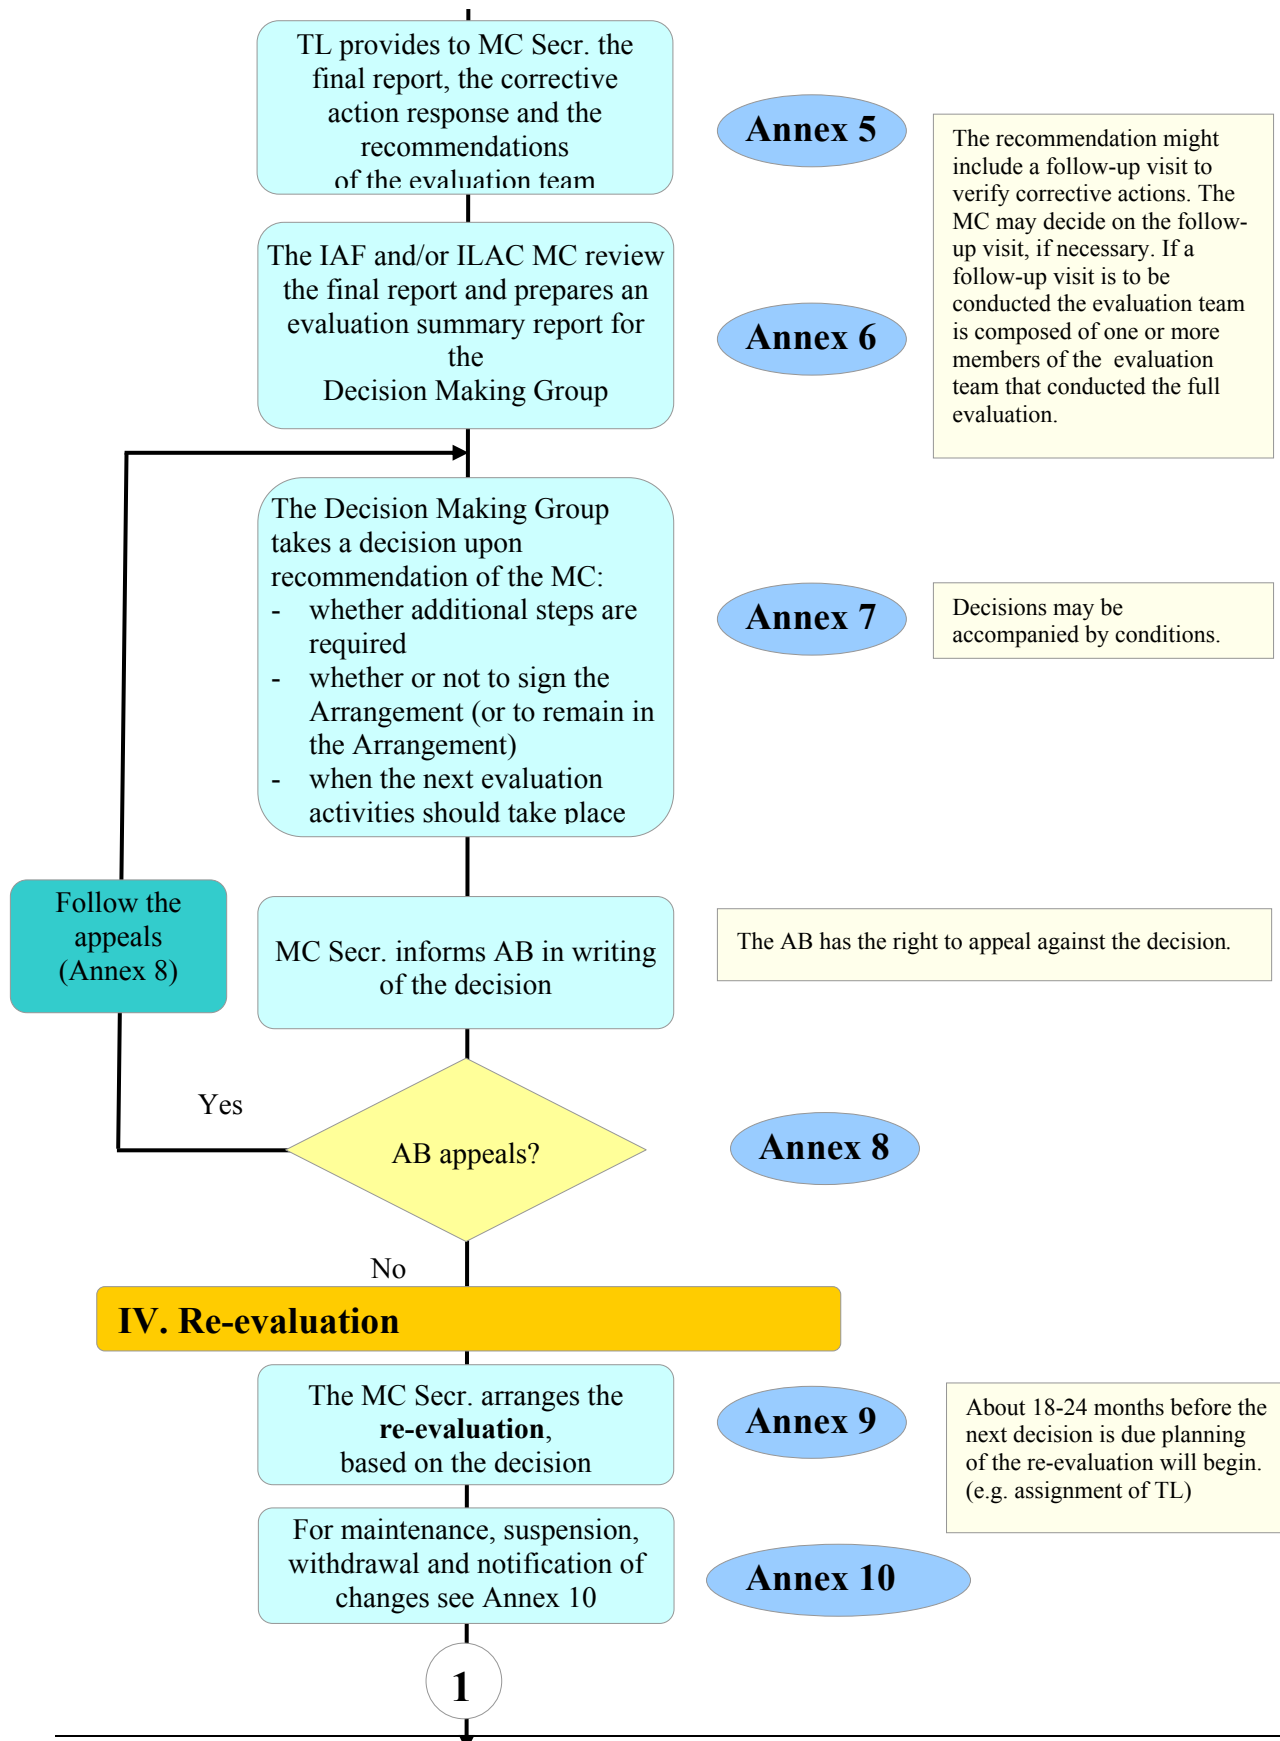 TL provides to MC Secr. the
final report, the corrective
action response and the
recommendations
of the evaluation team
Annex 5
The recommendation might
include a follow-up visit to
verify corrective actions. The
MC may decide on the follow-
up visit, if necessary. If a
follow-up visit is to be
conducted the evaluation team
is composed of one or more
members of the evaluation
team that conducted the full
evaluation.
The IAF and/or ILAC MC review
the final report and prepares an
evaluation summary report for
the
Decision Making Group
Annex 6
The Decision Making Group
takes a decision upon
recommendation of the MC:
- whether additional steps are
required
- whether or not to sign the
Arrangement (or to remain in
the Arrangement)
- when the next evaluation
activities should take place
Annex 7
Decisions may be
accompanied by conditions.
Follow the
appeals
(Annex 8)
MC Secr. informs AB in writing
of the decision
The AB has the right to appeal against the decision.
Yes
AB appeals?
Annex 8
No
IV. Re-evaluation
The MC Secr. arranges the
re-evaluation,
based on the decision
Annex 9
About 18-24 months before the
next decision is due planning
of the re-evaluation will begin.
(e.g. assignment of TL)
For maintenance, suspension,
withdrawal and notification of
changes see Annex 10
Annex 10
1